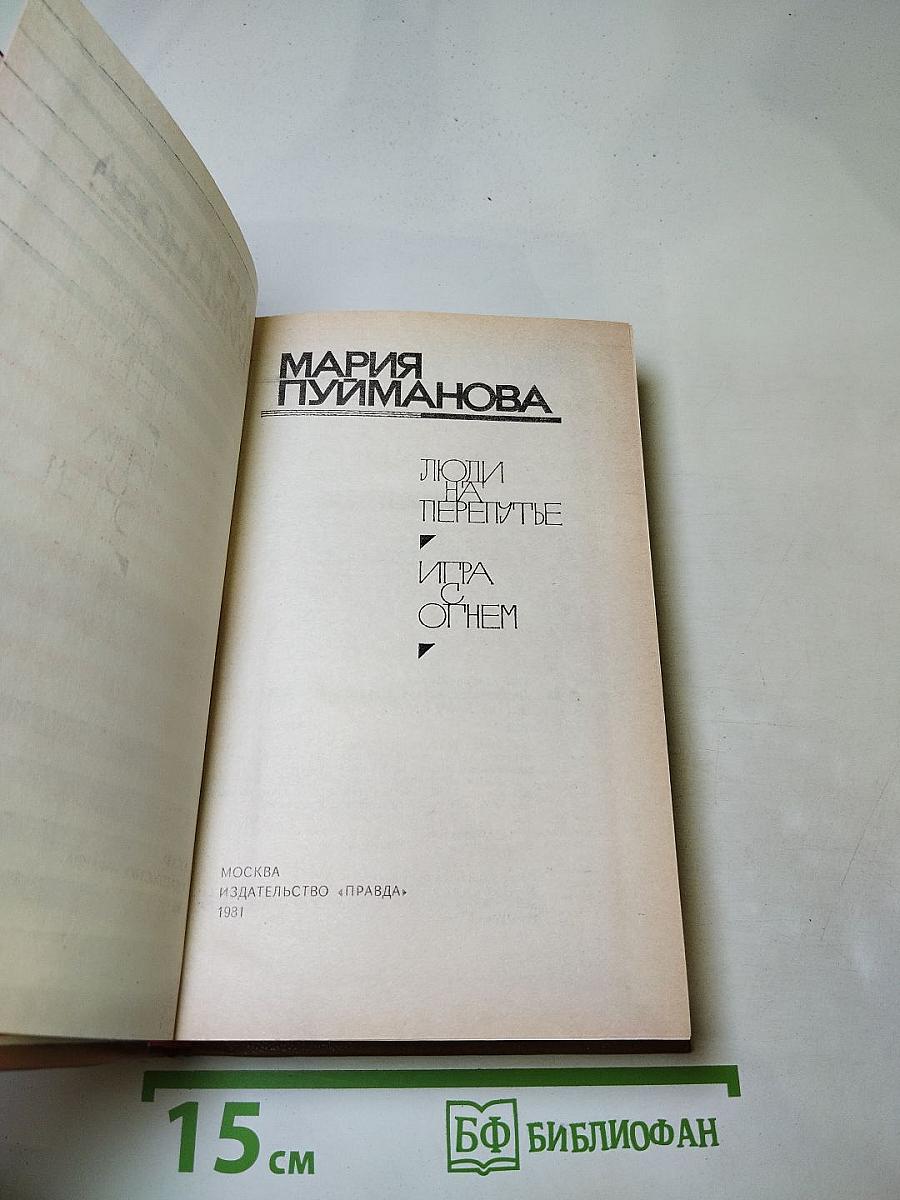 МАРИЯ
ПУЙМАНОВА
ЛЮДИ
НА
ПЕРЕПУТЬЕ
ИГРА
С
ОГНЕМ
МОСКВА
ИЗДАТЕЛЬСТВО «ПРАВДА»
1981
15 см
БФ БИБЛИОФАН